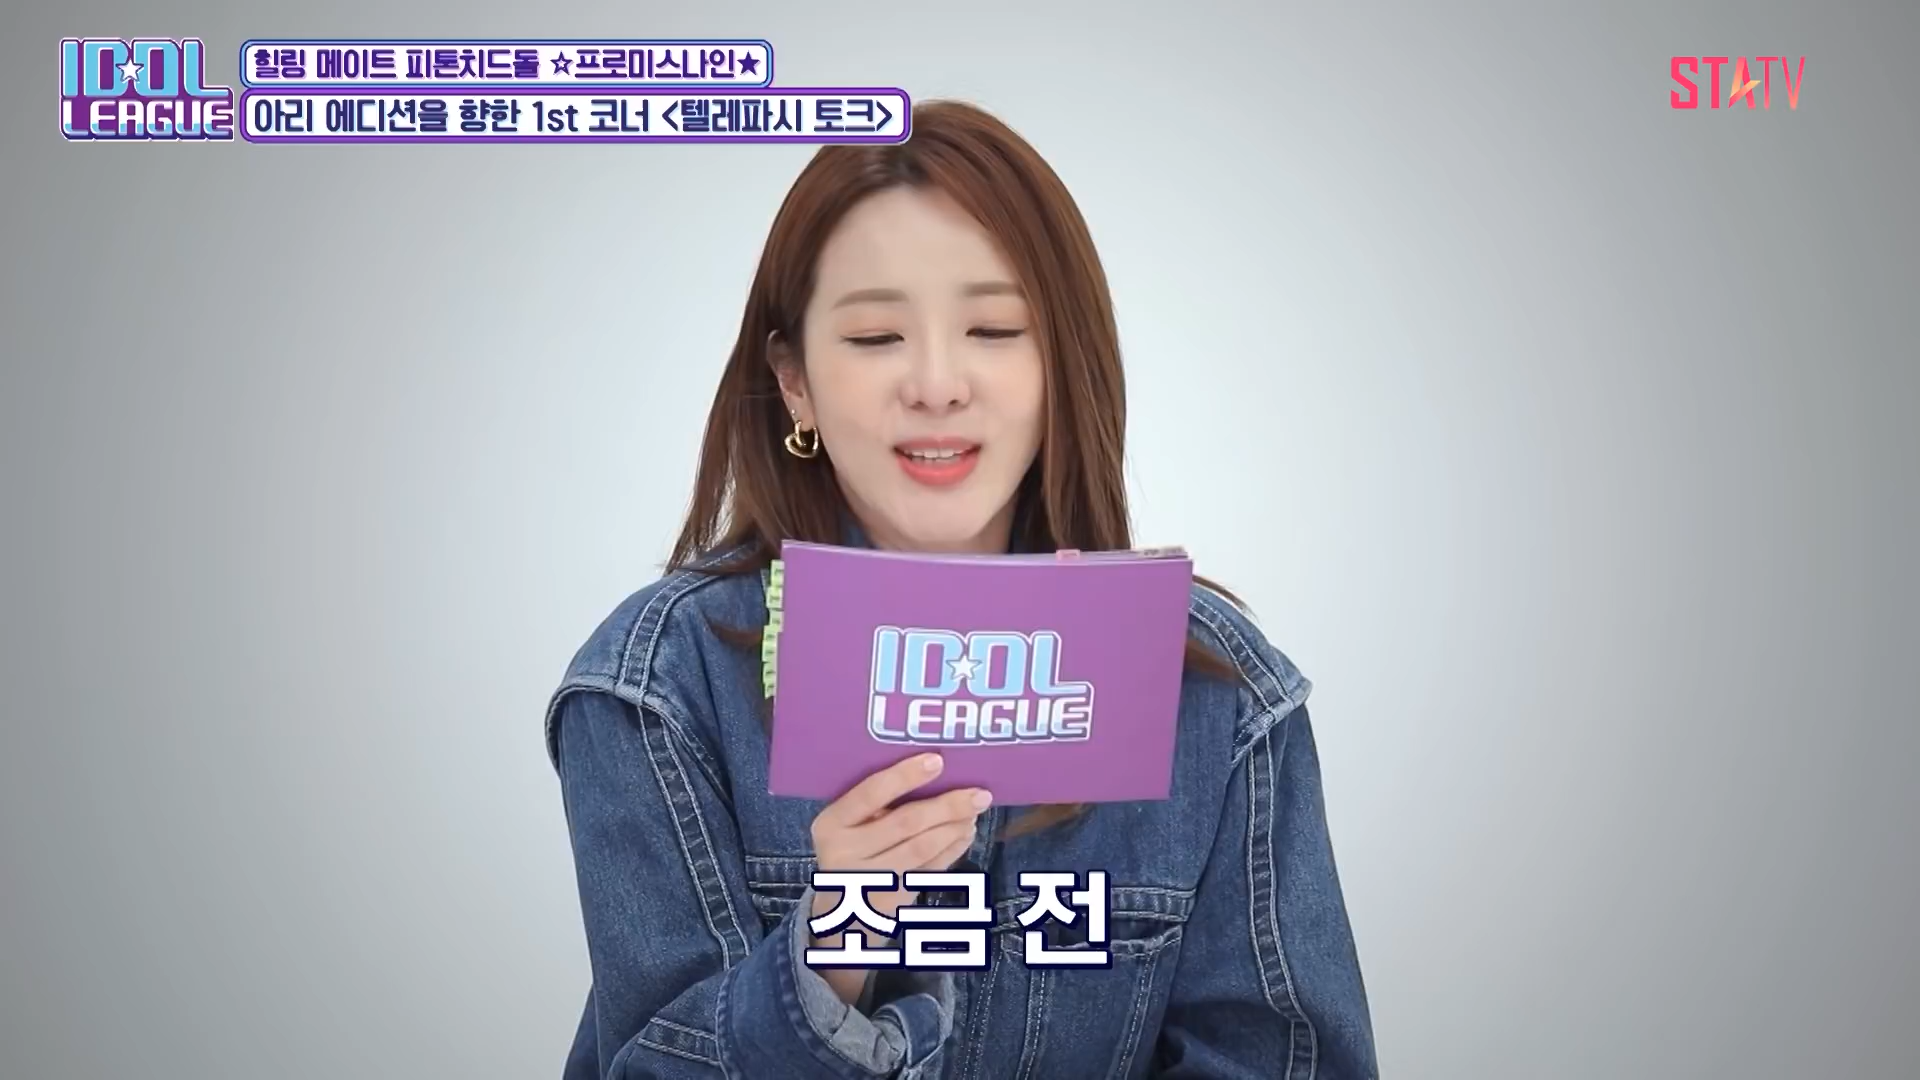 IDOL
LEAGUE
힐링 메이트 피톤치드돌 ☆프로미스나인★
아리 에디션을 향한 1st 코너 <텔레파시 토크>
STATV
IDOL
LEAGUE
조금 전